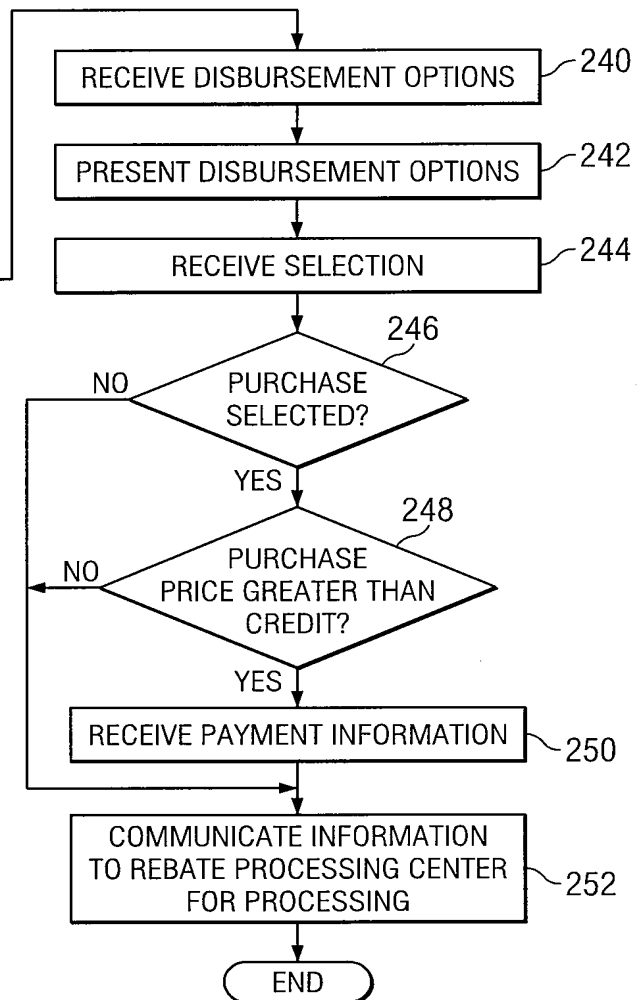 RECEIVE DISBURSEMENT OPTIONS
240
PRESENT DISBURSEMENT OPTIONS
242
RECEIVE SELECTION
244
246
NO
PURCHASE
SELECTED?
YES
248
NO
PURCHASE
PRICE GREATER THAN
CREDIT?
YES
RECEIVE PAYMENT INFORMATION
250
COMMUNICATE INFORMATION
TO REBATE PROCESSING CENTER
FOR PROCESSING
252
END